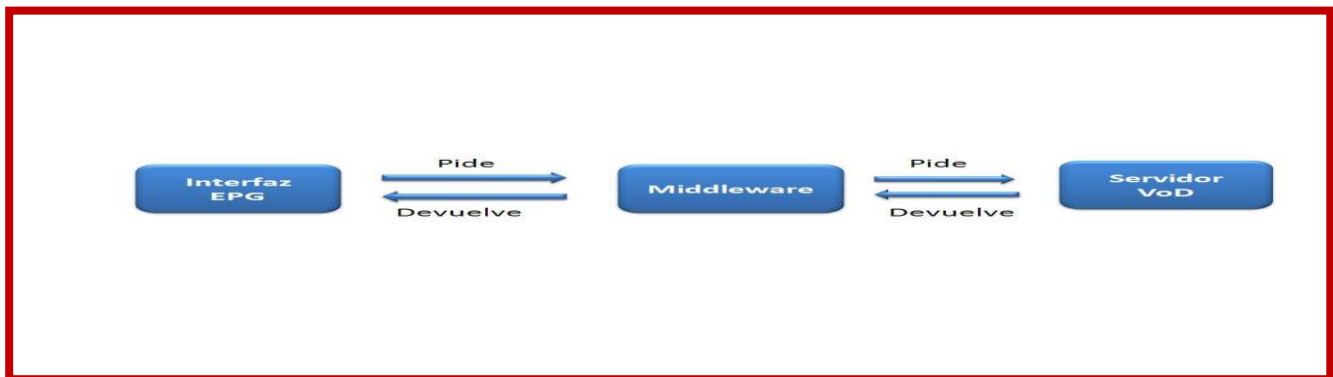 Interfaz
EPG
Pide
Devuelve
Middleware
Pide
Devuelve
Servidor
VoD